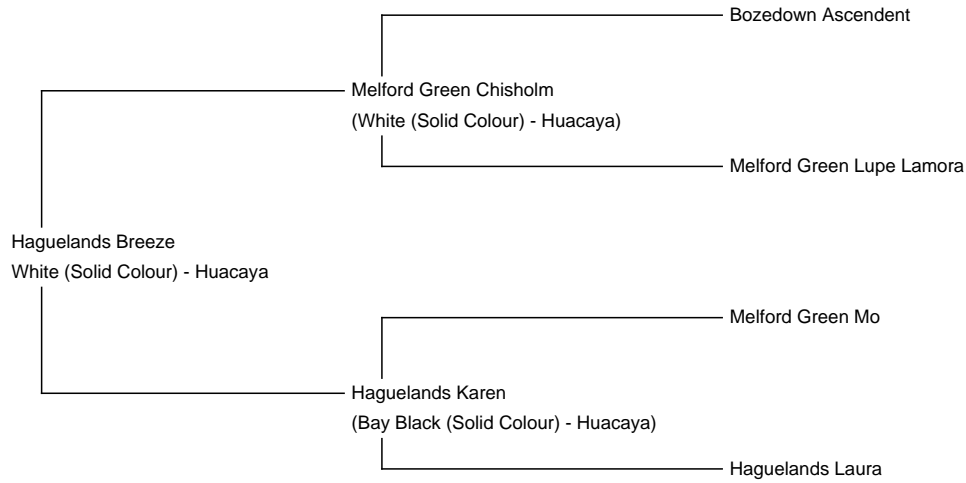 Bozedown Ascendent
Melford Green Chisholm
(White (Solid Colour) - Huacaya)
Melford Green Lupe Lamora
Haguelands Breeze
White (Solid Colour) - Huacaya
Melford Green Mo
Haguelands Karen
(Bay Black (Solid Colour) - Huacaya)
Haguelands Laura